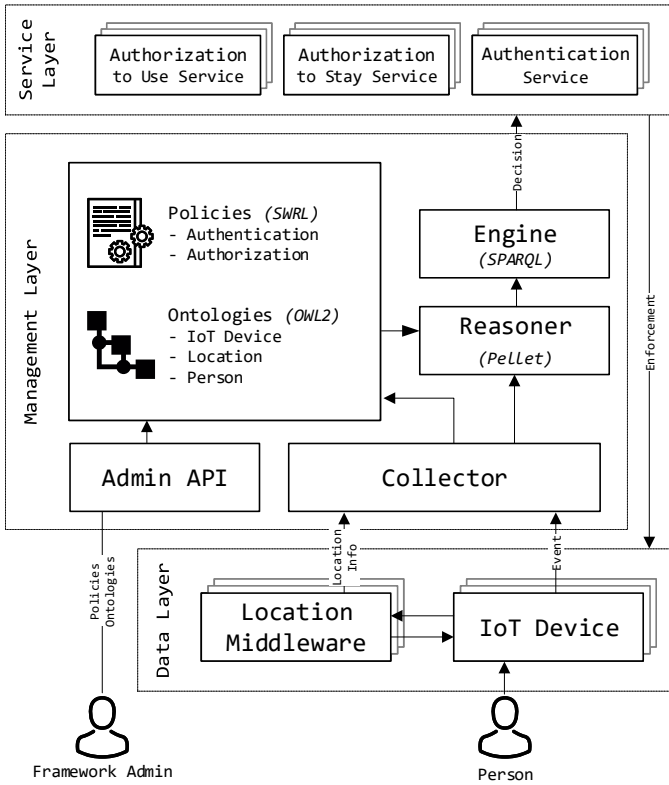 Service Layer
Authorization
to Use Service
Authorization
to Stay Service
Authentication
Service
Management Layer
Policies (SWRL)
- Authentication
- Authorization
Ontologies (OWL2)
- IoT Device
- Location
- Person
Decision
Engine
(SPARQL)
Reasoner
(Pellet)
Enforcement
Admin API
Collector
Policies
Ontologies
Location
Info
Event
Data Layer
Location
Middleware
IoT Device
Framework Admin
Person